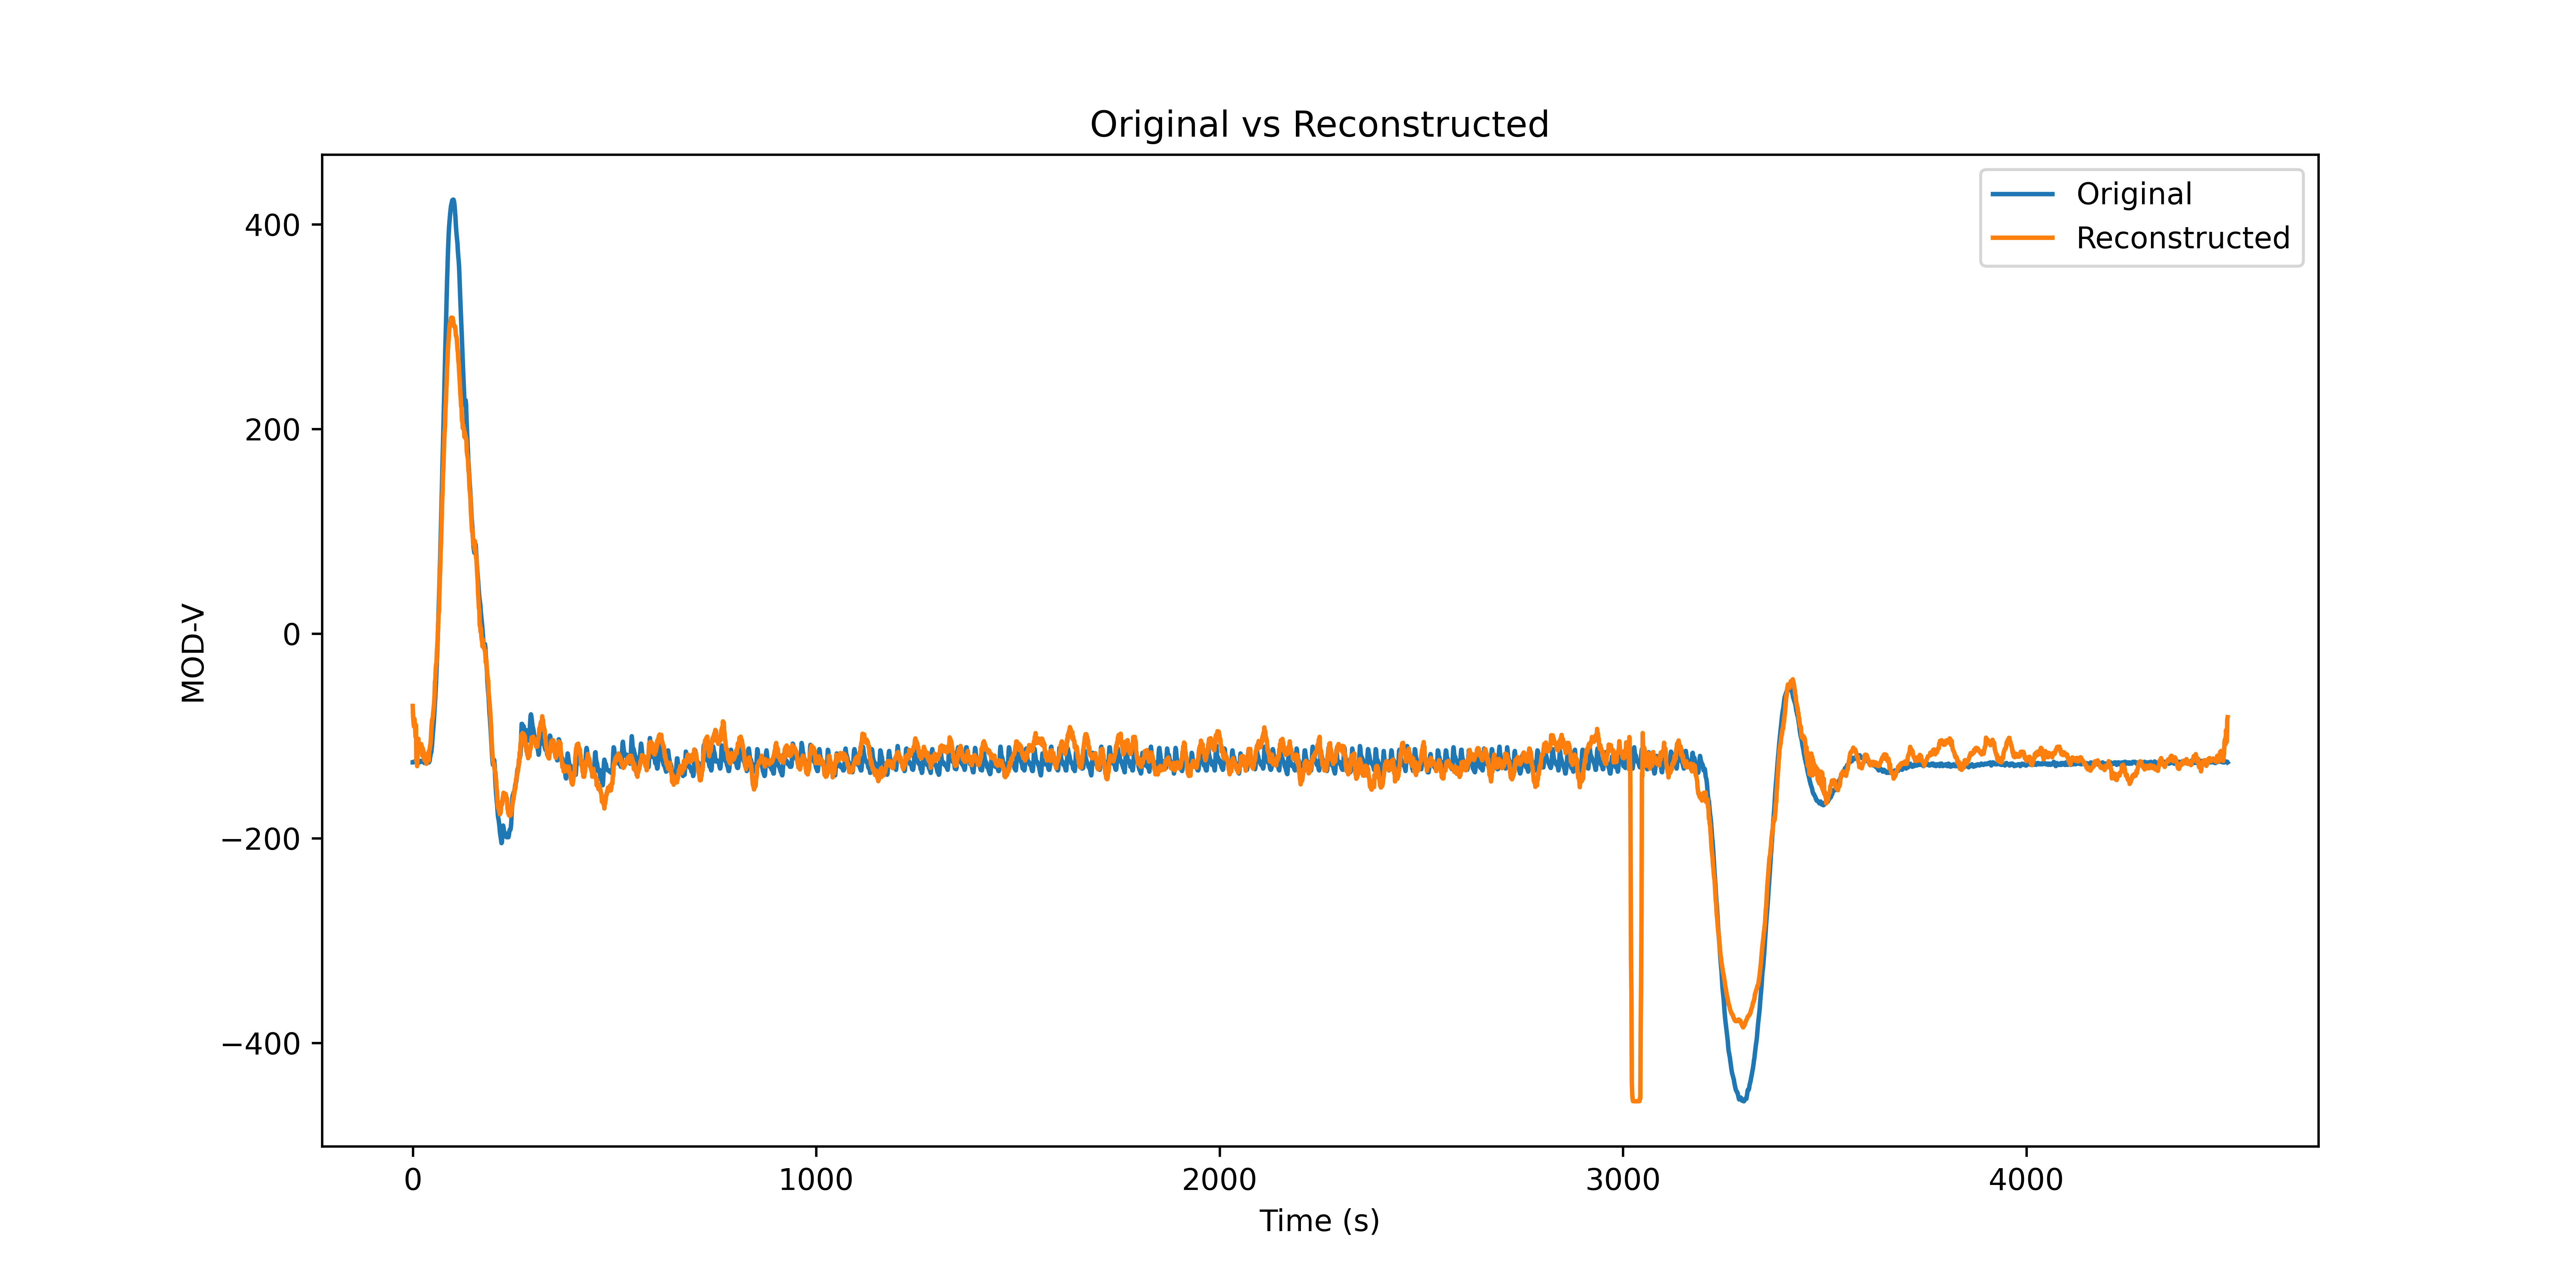 Original vs Reconstructed
Original
Reconstructed
400
200
0
−200
−400
MOD-V
0
1000
2000
3000
4000
Time (s)